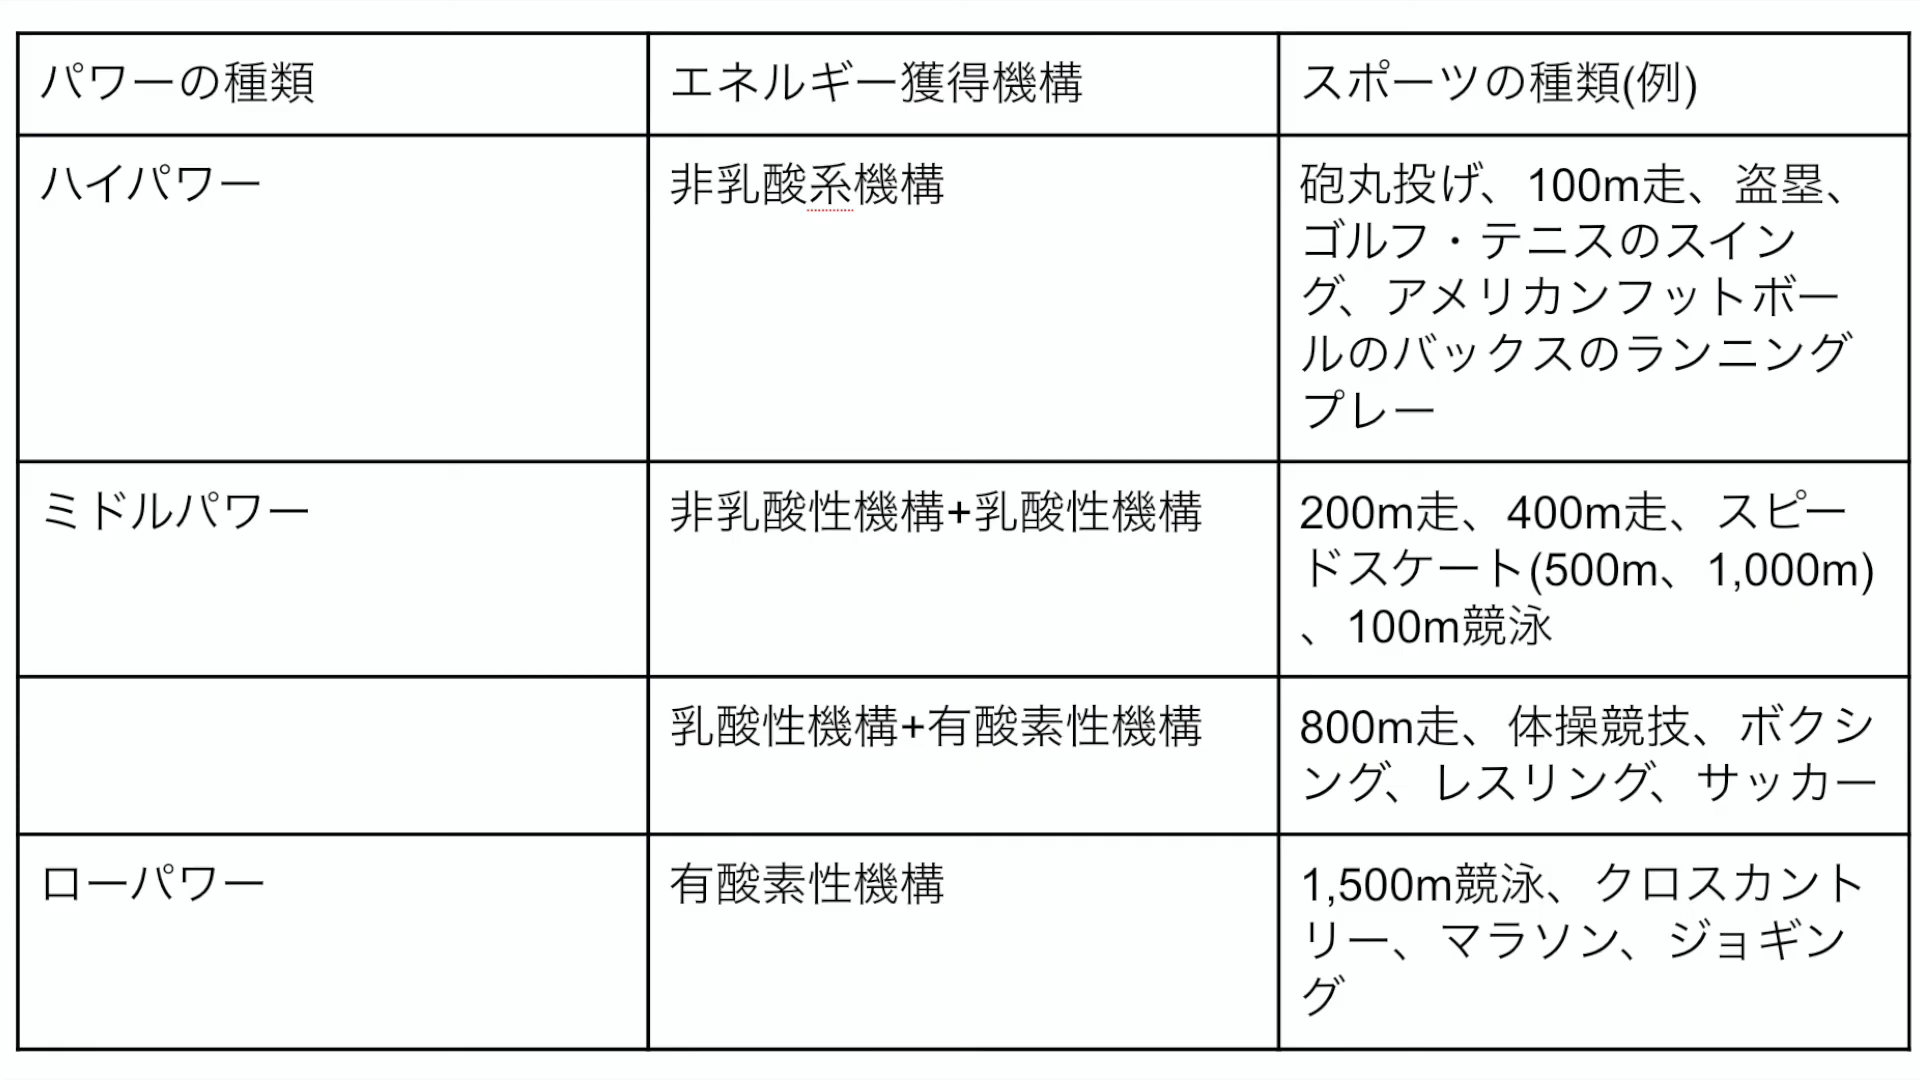 パワーの種類
エネルギー獲得機構
スポーツの種類(例)
ハイパワー
非乳酸系機構
砲丸投げ、100m走、盗塁、
ゴルフ・テニスのスイン
グ、アメリカンフットボー
ルのバックスのランニング
プレー
ミドルパワー
非乳酸性機構+乳酸性機構
200m走、400m走、スピー
ドスケート(500m、1,000m)
、100m競泳
乳酸性機構+有酸素性機構
800m走、体操競技、ボクシ
ング、レスリング、サッカー
ローパワー
有酸素性機構
1,500m競泳、クロスカント
リー、マラソン、ジョギン
グ